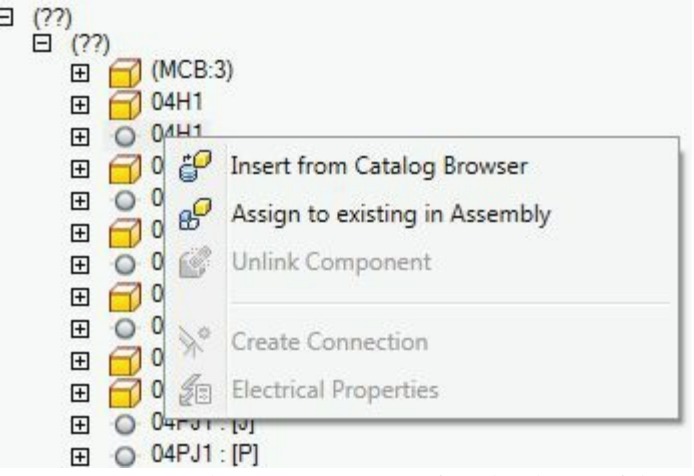 (??)
(??)
(MCB:3)
04H1
04H1
Insert from Catalog Browser
Assign to existing in Assembly
Unlink Component
Create Connection
Electrical Properties
04PJ1 : [J]
04PJ1 : [P]